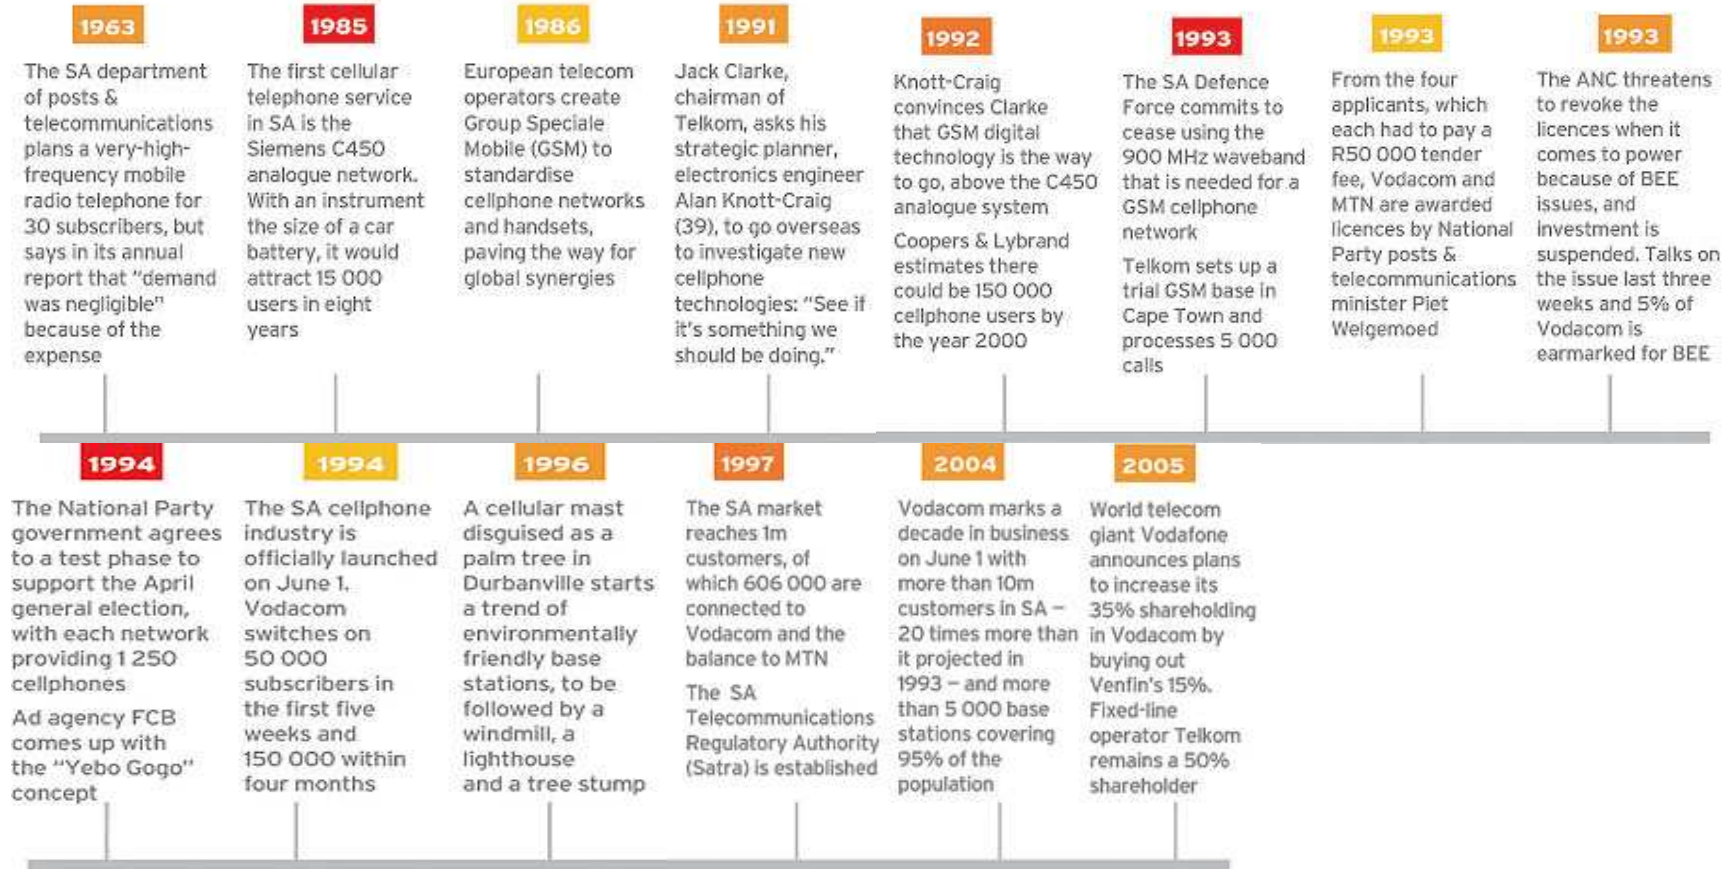 1963
The SA department
of posts &
telecommunications
plans a very-high-
frequency mobile
radio telephone for
30 subscribers, but
says in its annual
report that "demand
was negligible"
because of the
expense
1985
The first cellular
telephone service
in SA is the
Siemens C450
analogue network.
With an instrument
the size of a car
battery, it would
attract 15 000
users in eight
years
1986
European telecom
operators create
Group Speciale
Mobile (GSM) to
standardise
cellphone networks
and handsets,
paving the way for
global synergies
1991
Jack Clarke,
chairman of
Telkom, asks his
strategic planner,
electronics engineer
Alan Knott-Craig
(39), to go overseas
to investigate new
cellphone
technologies: "See if
it's something we
should be doing."
1992
Knott-Craig
convinces Clarke
that GSM digital
technology is the way
to go, above the C450
analogue system
Coopers & Lybrand
estimates there
could be 150 000
cellphone users by
the year 2000
1993
The SA Defence
Force commits to
cease using the
900 MHz waveband
that is needed for a
GSM cellphone
network
Telkom sets up a
trial GSM base in
Cape Town and
processes 5 000
calls
1993
From the four
applicants, which
each had to pay a
R50 000 tender
fee, Vodacom and
MTN are awarded
licences by National
Party posts &
telecommunications
minister Piet
Welgemoed
1993
The ANC threatens
to revoke the
licences when it
comes to power
because of BEE
issues, and
investment is
suspended. Talks on
the issue last three
weeks and 5% of
Vodacom is
earmarked for BEE
1994
The National Party
government agrees
to a test phase to
support the April
general election,
with each network
providing 1 250
cellphones
Ad agency FCB
comes up with
the "Yebo Gogo"
concept
1994
The SA cellphone
industry is
officially launched
on June 1.
Vodacom
switches on
50 000
subscribers in
the first five
weeks and
150 000 within
four months
1996
A cellular mast
disguised as a
palm tree in
Durbanville starts
a trend of
environmentally
friendly base
stations, to be
followed by a
windmill, a
lighthouse
and a tree stump
1997
The SA market
reaches 1m
customers, of
which 606 000 are
connected to
Vodacom and the
balance to MTN
The SA
Telecommunications
Regulatory Authority
(Satra) is established
2004
Vodacom marks a
decade in business
on June 1 with
more than 10m
customers in SA –
20 times more than
it projected in
1993 – and more
than 5 000 base
stations covering
95% of the
population
2005
World telecom
giant Vodafone
announces plans
to increase its
35% shareholding
in Vodacom by
buying out
Venfin's 15%.
Fixed-line
operator Telkom
remains a 50%
shareholder